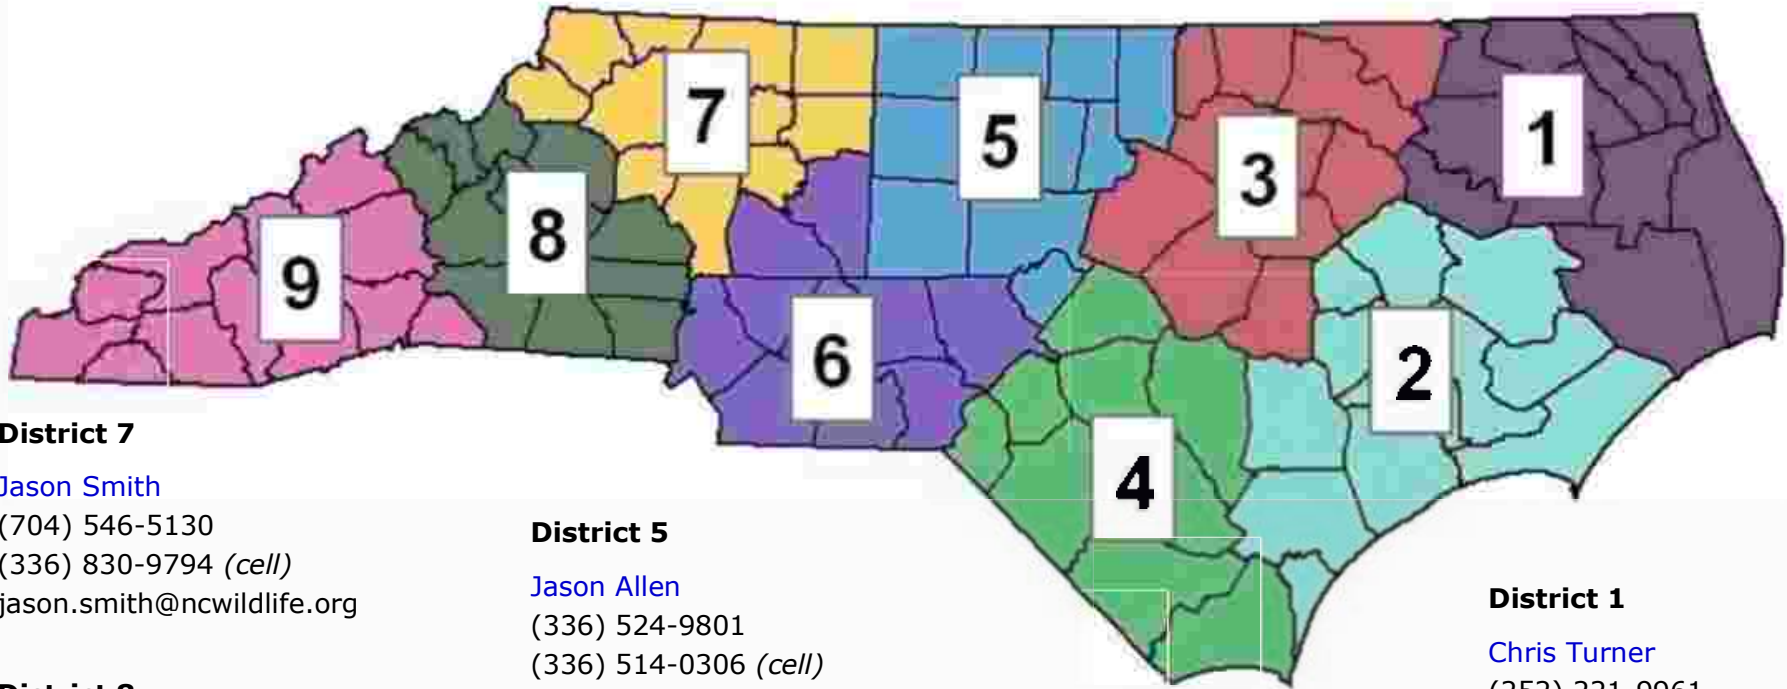 7
5
1
3
8
9
6
2
4
District 7
Jason Smith
(704) 546-5130
(336) 830-9794 (cell)
jason.smith@ncwildlife.org
District 5
Jason Allen
(336) 524-9801
(336) 514-0306 (cell)
District 1
Chris Turner